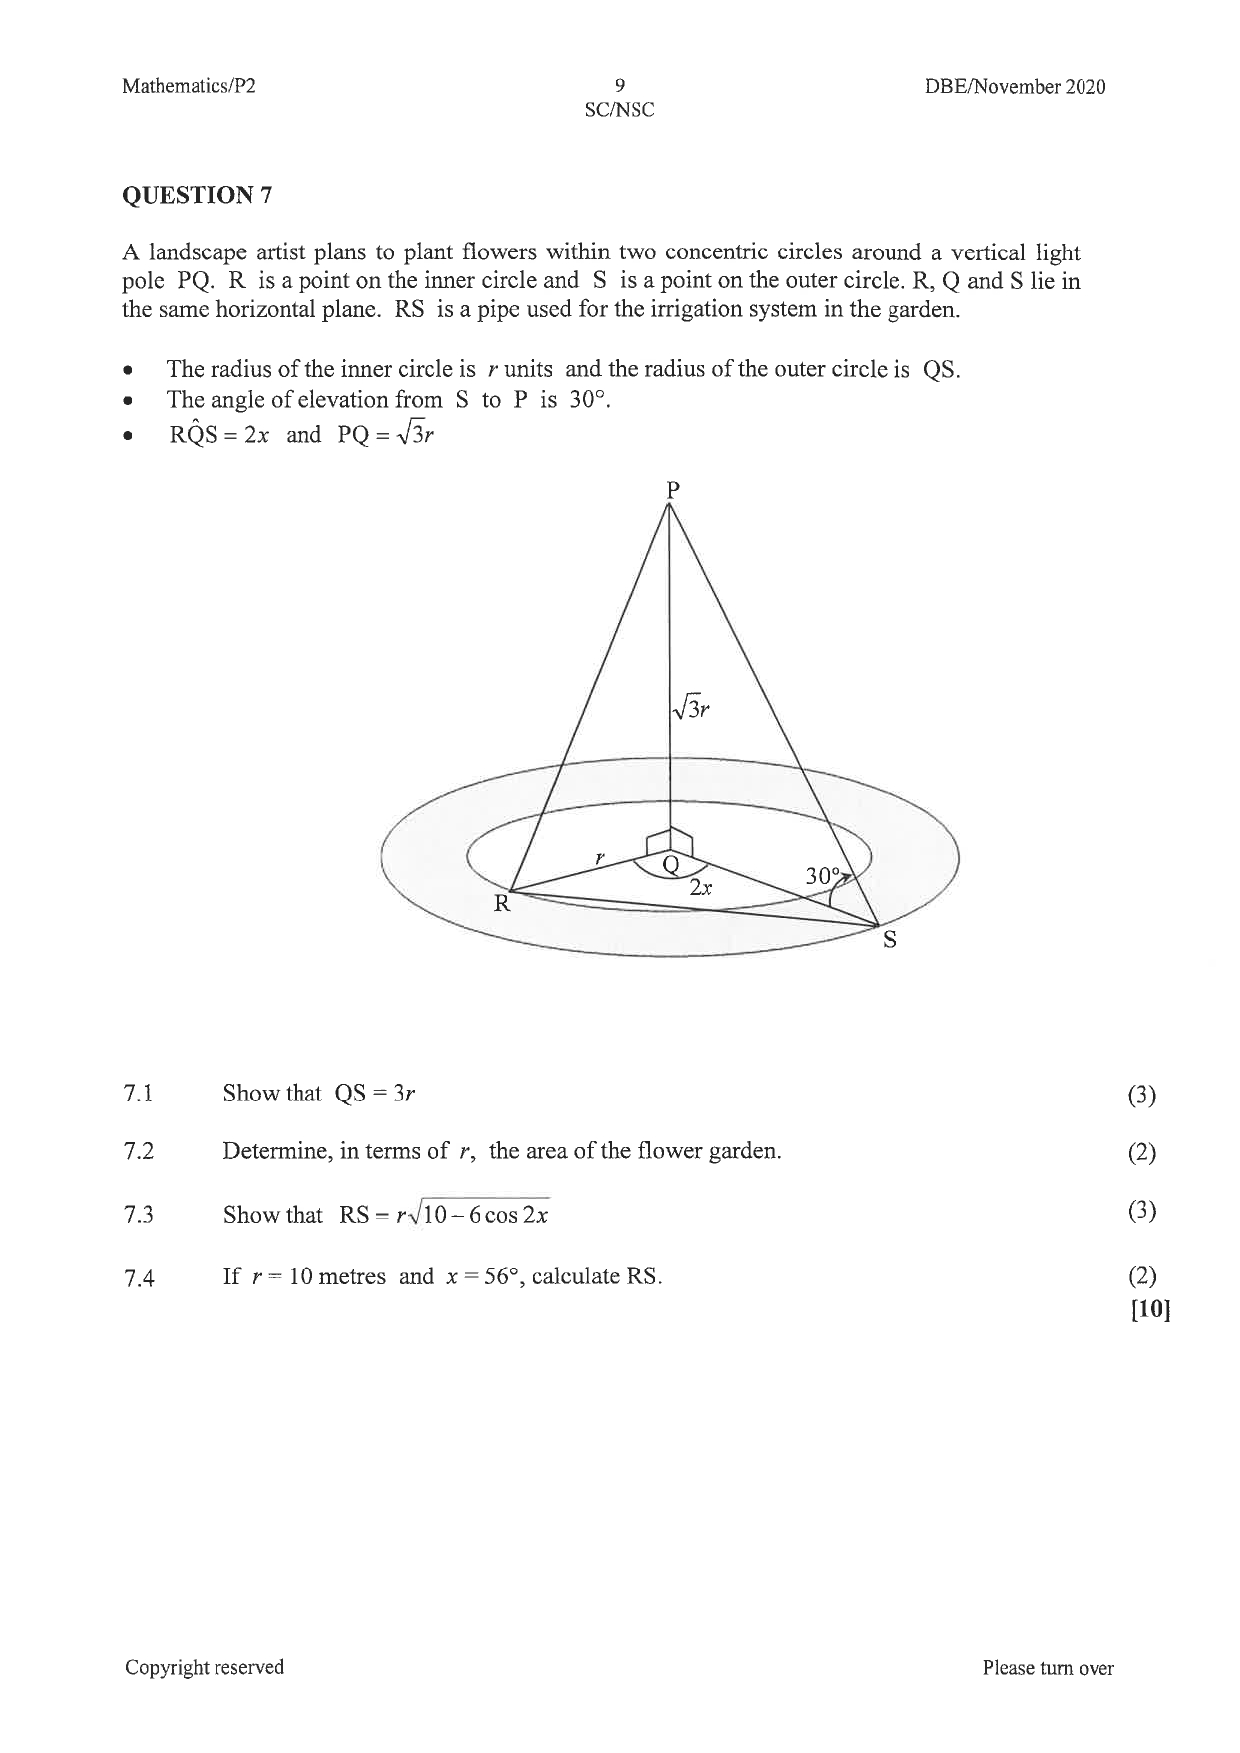 Mathematics/P2 9 DBE/November 2020
SC/NSC
QUESTION 7
A landscape artist plans to plant flowers within two concentric circles around a vertical light
pole PQ. R is a point on the inner circle and S is a point on the outer circle. R, Q and S lie in
the same horizontal plane. RS is a pipe used for the irrigation system in the garden.
• The radius of the inner circle is r units and the radius of the outer circle is QS.
• The angle of elevation from S to P is 30°.
• RQ̂S = 2x and PQ = √3r
P
√3r
r
Q
2x
30°
R
S
7.1 Show that QS = 3r (3)
7.2 Determine, in terms of r, the area of the flower garden. (2)
7.3 Show that RS = r√10 – 6 cos 2x (3)
7.4 If r = 10 metres and x = 56°, calculate RS. (2)
[10]
Copyright reserved Please turn over